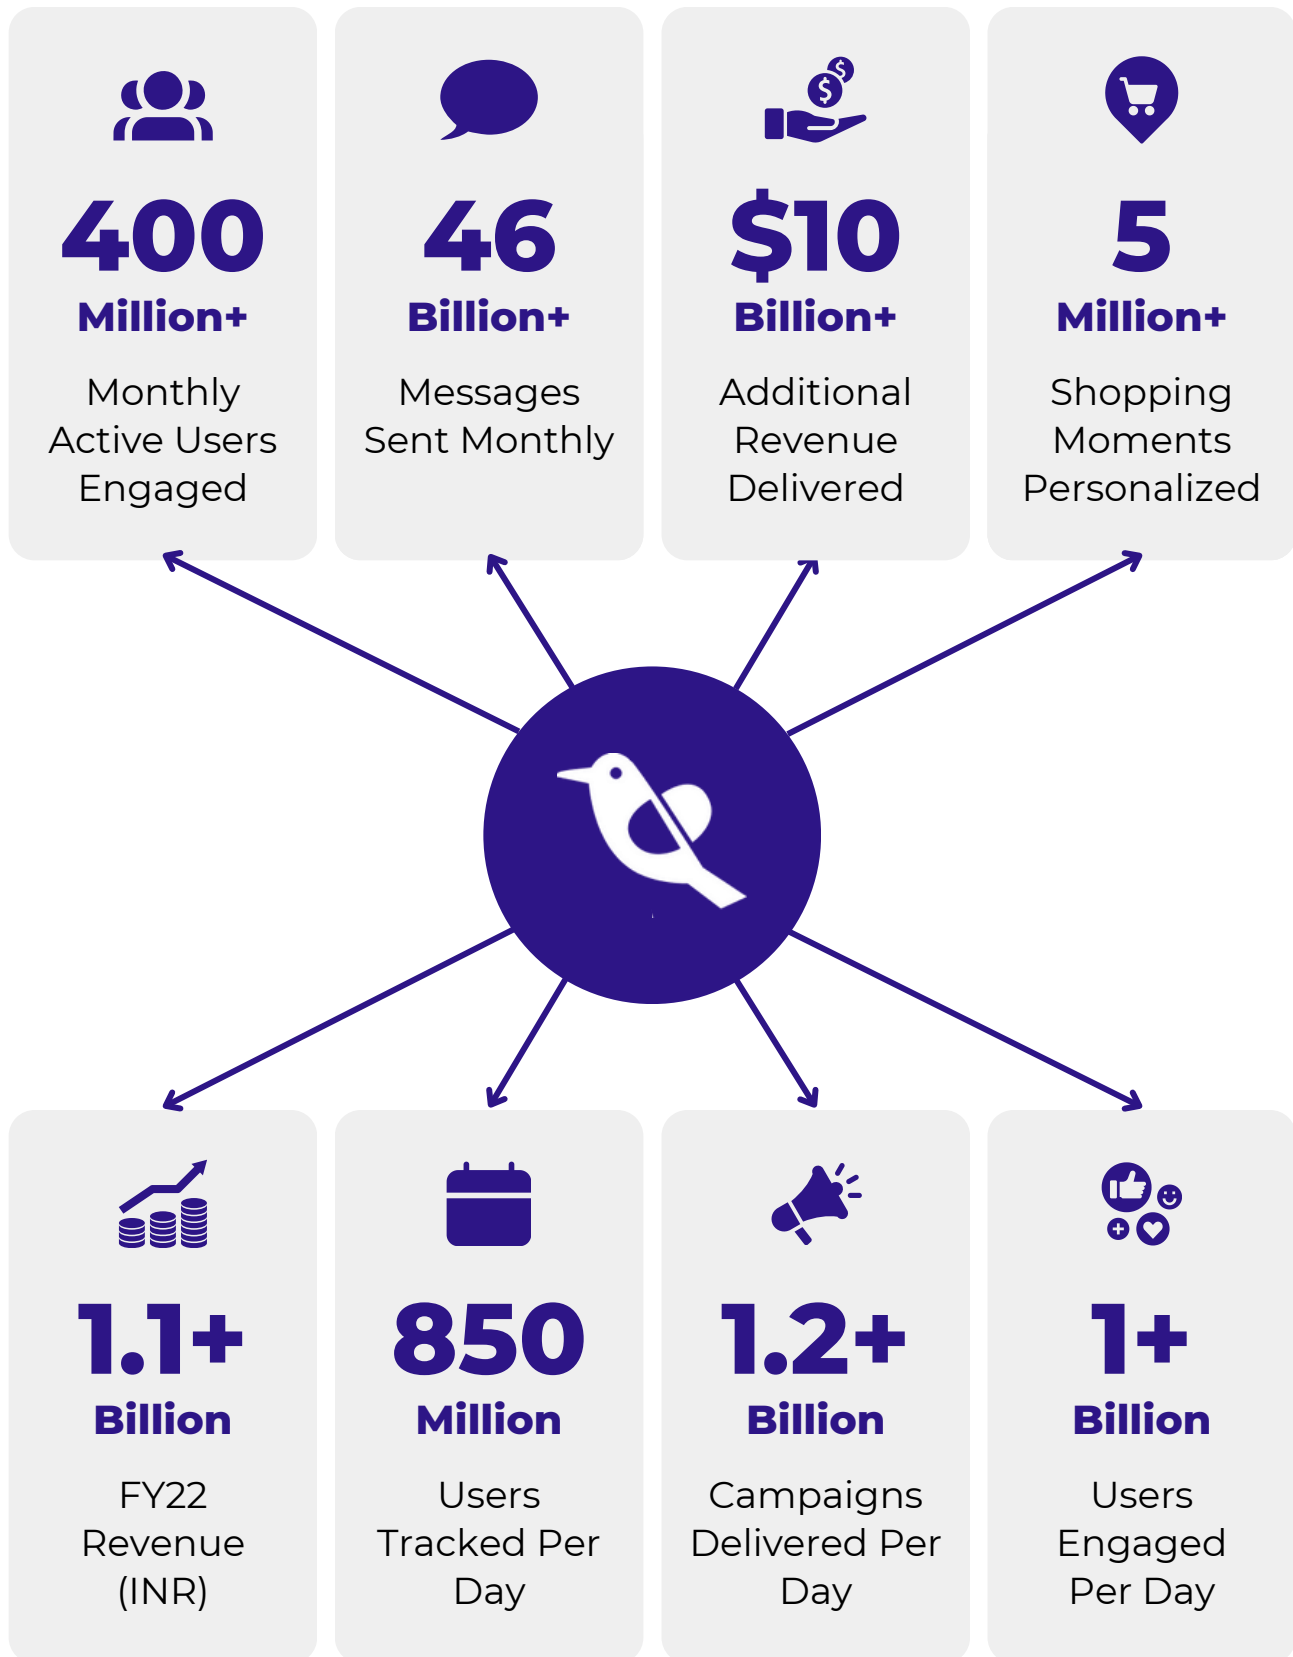 400
Million+
Monthly
Active Users
Engaged
46
Billion+
Messages
Sent Monthly
$10
Billion+
Additional
Revenue
Delivered
5
Million+
Shopping
Moments
Personalized
1.1+
Billion
FY22
Revenue
(INR)
850
Million
Users
Tracked Per
Day
1.2+
Billion
Campaigns
Delivered Per
Day
1+
Billion
Users
Engaged
Per Day